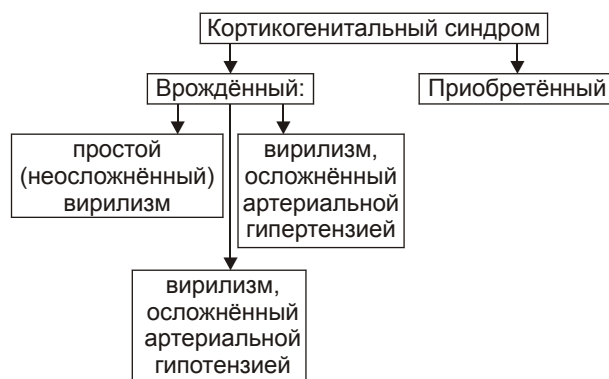 Кортикогенитальный синдром
Врождённый:
Приобретённый
простой
(неосложнённый)
вирилизм
вирилизм,
осложнённый
артериальной
гипертензией
вирилизм,
осложнённый
артериальной
гипотензией